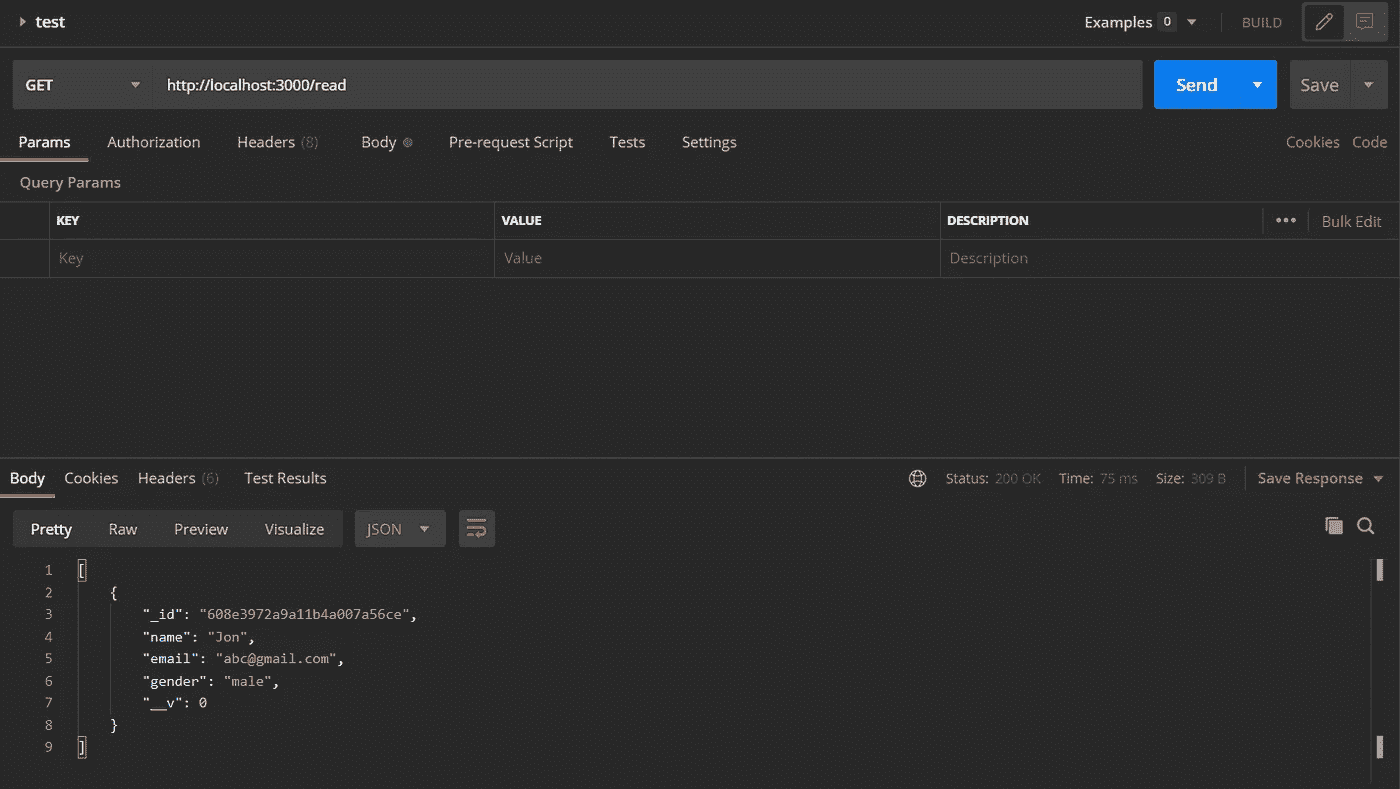 test Examples 0 BUILD
GET http://localhost:3000/read Send Save
Params Authorization Headers (8) Body Pre-request Script Tests Settings Cookies Code
Query Params
KEY VALUE DESCRIPTION ••• Bulk Edit
Key Value Description
Body Cookies Headers (6) Test Results Status: 200 OK Time: 75 ms Size: 309 B Save Response
Pretty Raw Preview Visualize JSON
1 [
2 {
3 "_id": "608e3972a9a11b4a007a56ce",
4 "name": "Jon",
5 "email": "abc@gmail.com",
6 "gender": "male",
7 "__v": 0
8 }
9 ]